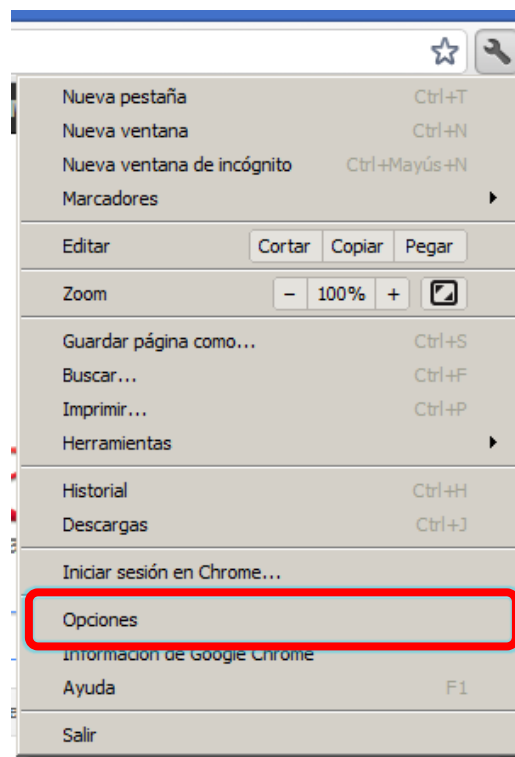 Nueva pestaña Ctrl+T
Nueva ventana Ctrl+N
Nueva ventana de incógnito Ctrl+Mayús+N
Marcadores
Editar Cortar Copiar Pegar
Zoom - 100% +
Guardar página como... Ctrl+S
Buscar... Ctrl+F
Imprimir... Ctrl+P
Herramientas
Historial Ctrl+H
Descargas Ctrl+J
Iniciar sesión en Chrome...
Opciones
Información de Google Chrome
Ayuda F1
Salir